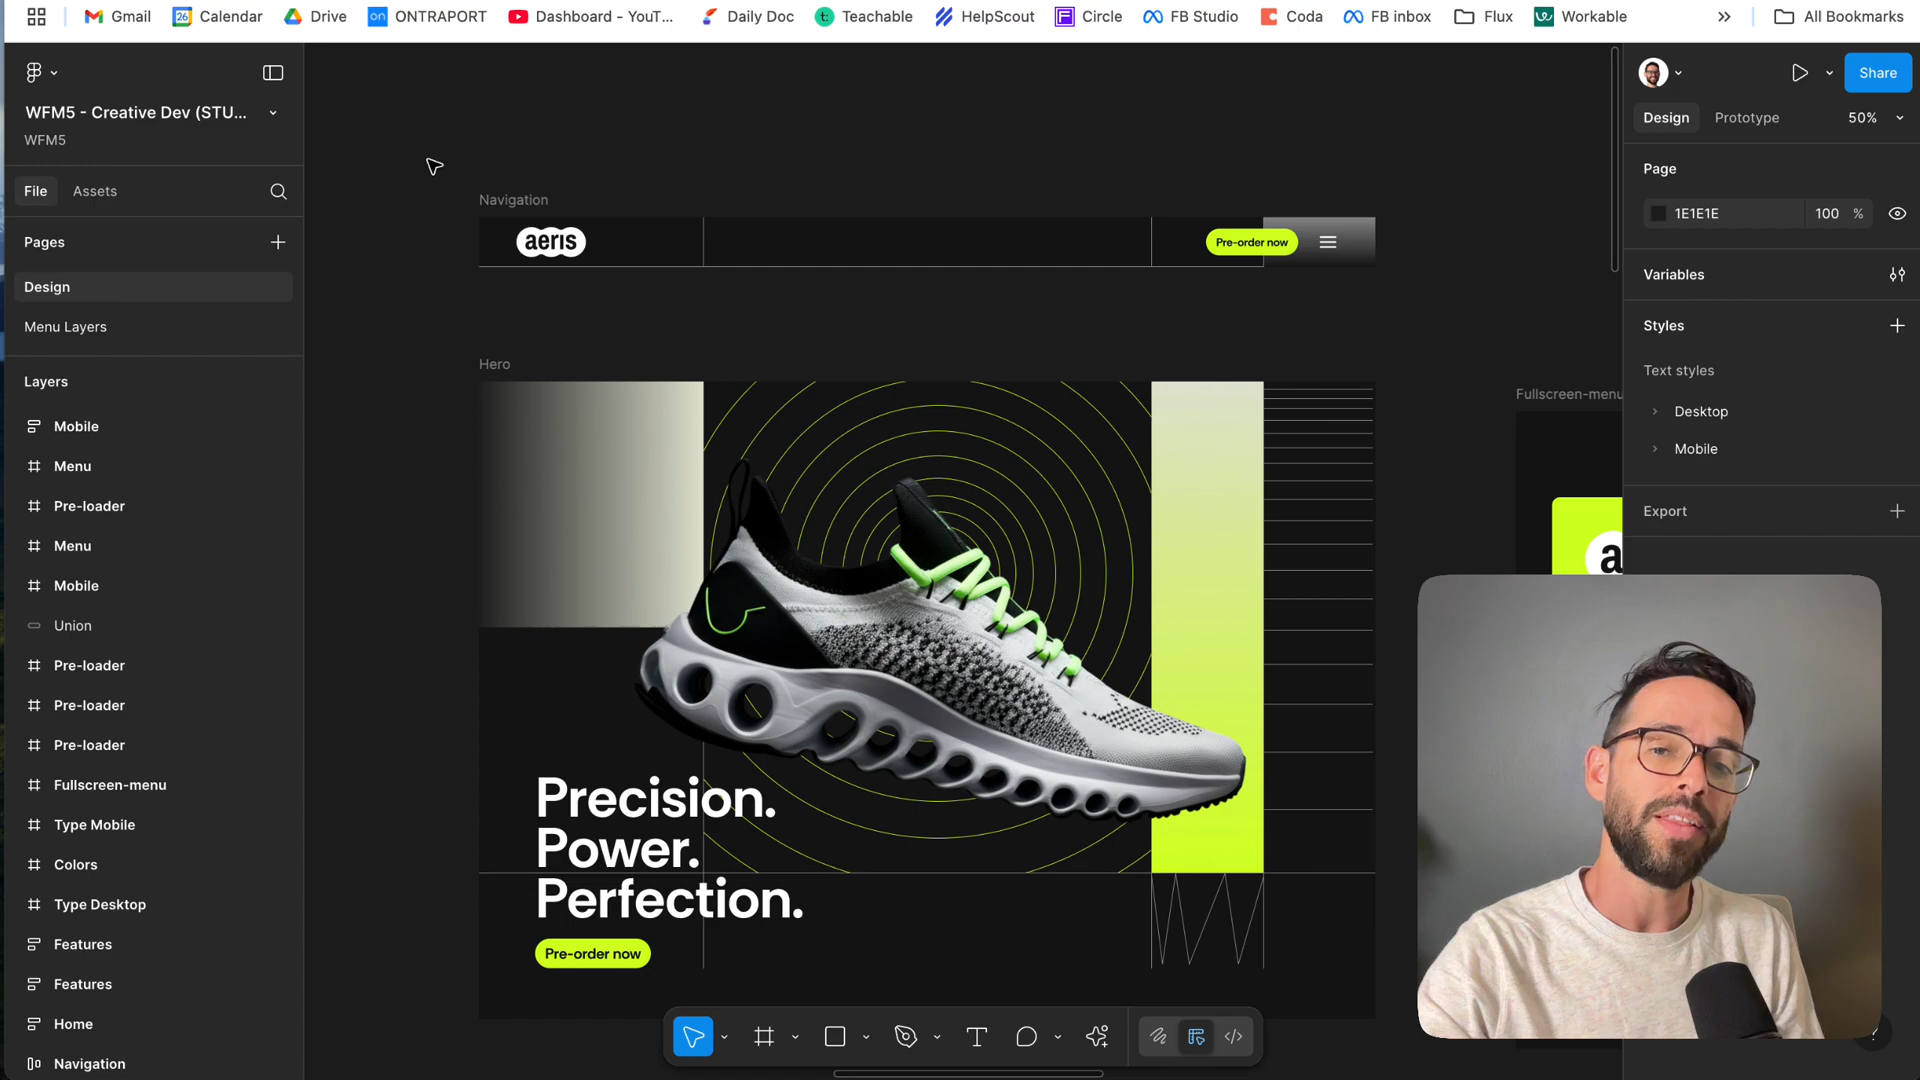 Gmail
Calendar
Drive
ONTRAPORT
Dashboard - YouT...
Daily Doc
Teachable
HelpScout
Circle
FB Studio
Coda
FB inbox
Flux
Workable
All Bookmarks
Share
WFM5 - Creative Dev (STU...
WFM5
Design
Prototype
50%
File
Assets
Page
1E1E1E
100
%
Pages
Design
Menu Layers
Variables
Styles
Text styles
Desktop
Mobile
Export
Layers
Mobile
Menu
Pre-loader
Menu
Mobile
Union
Pre-loader
Pre-loader
Pre-loader
Fullscreen-menu
Type Mobile
Colors
Type Desktop
Features
Features
Home
Navigation
Navigation
aeris
Pre-order now
Hero
Fullscreen-menu
a
Precision.
Power.
Perfection.
Pre-order now